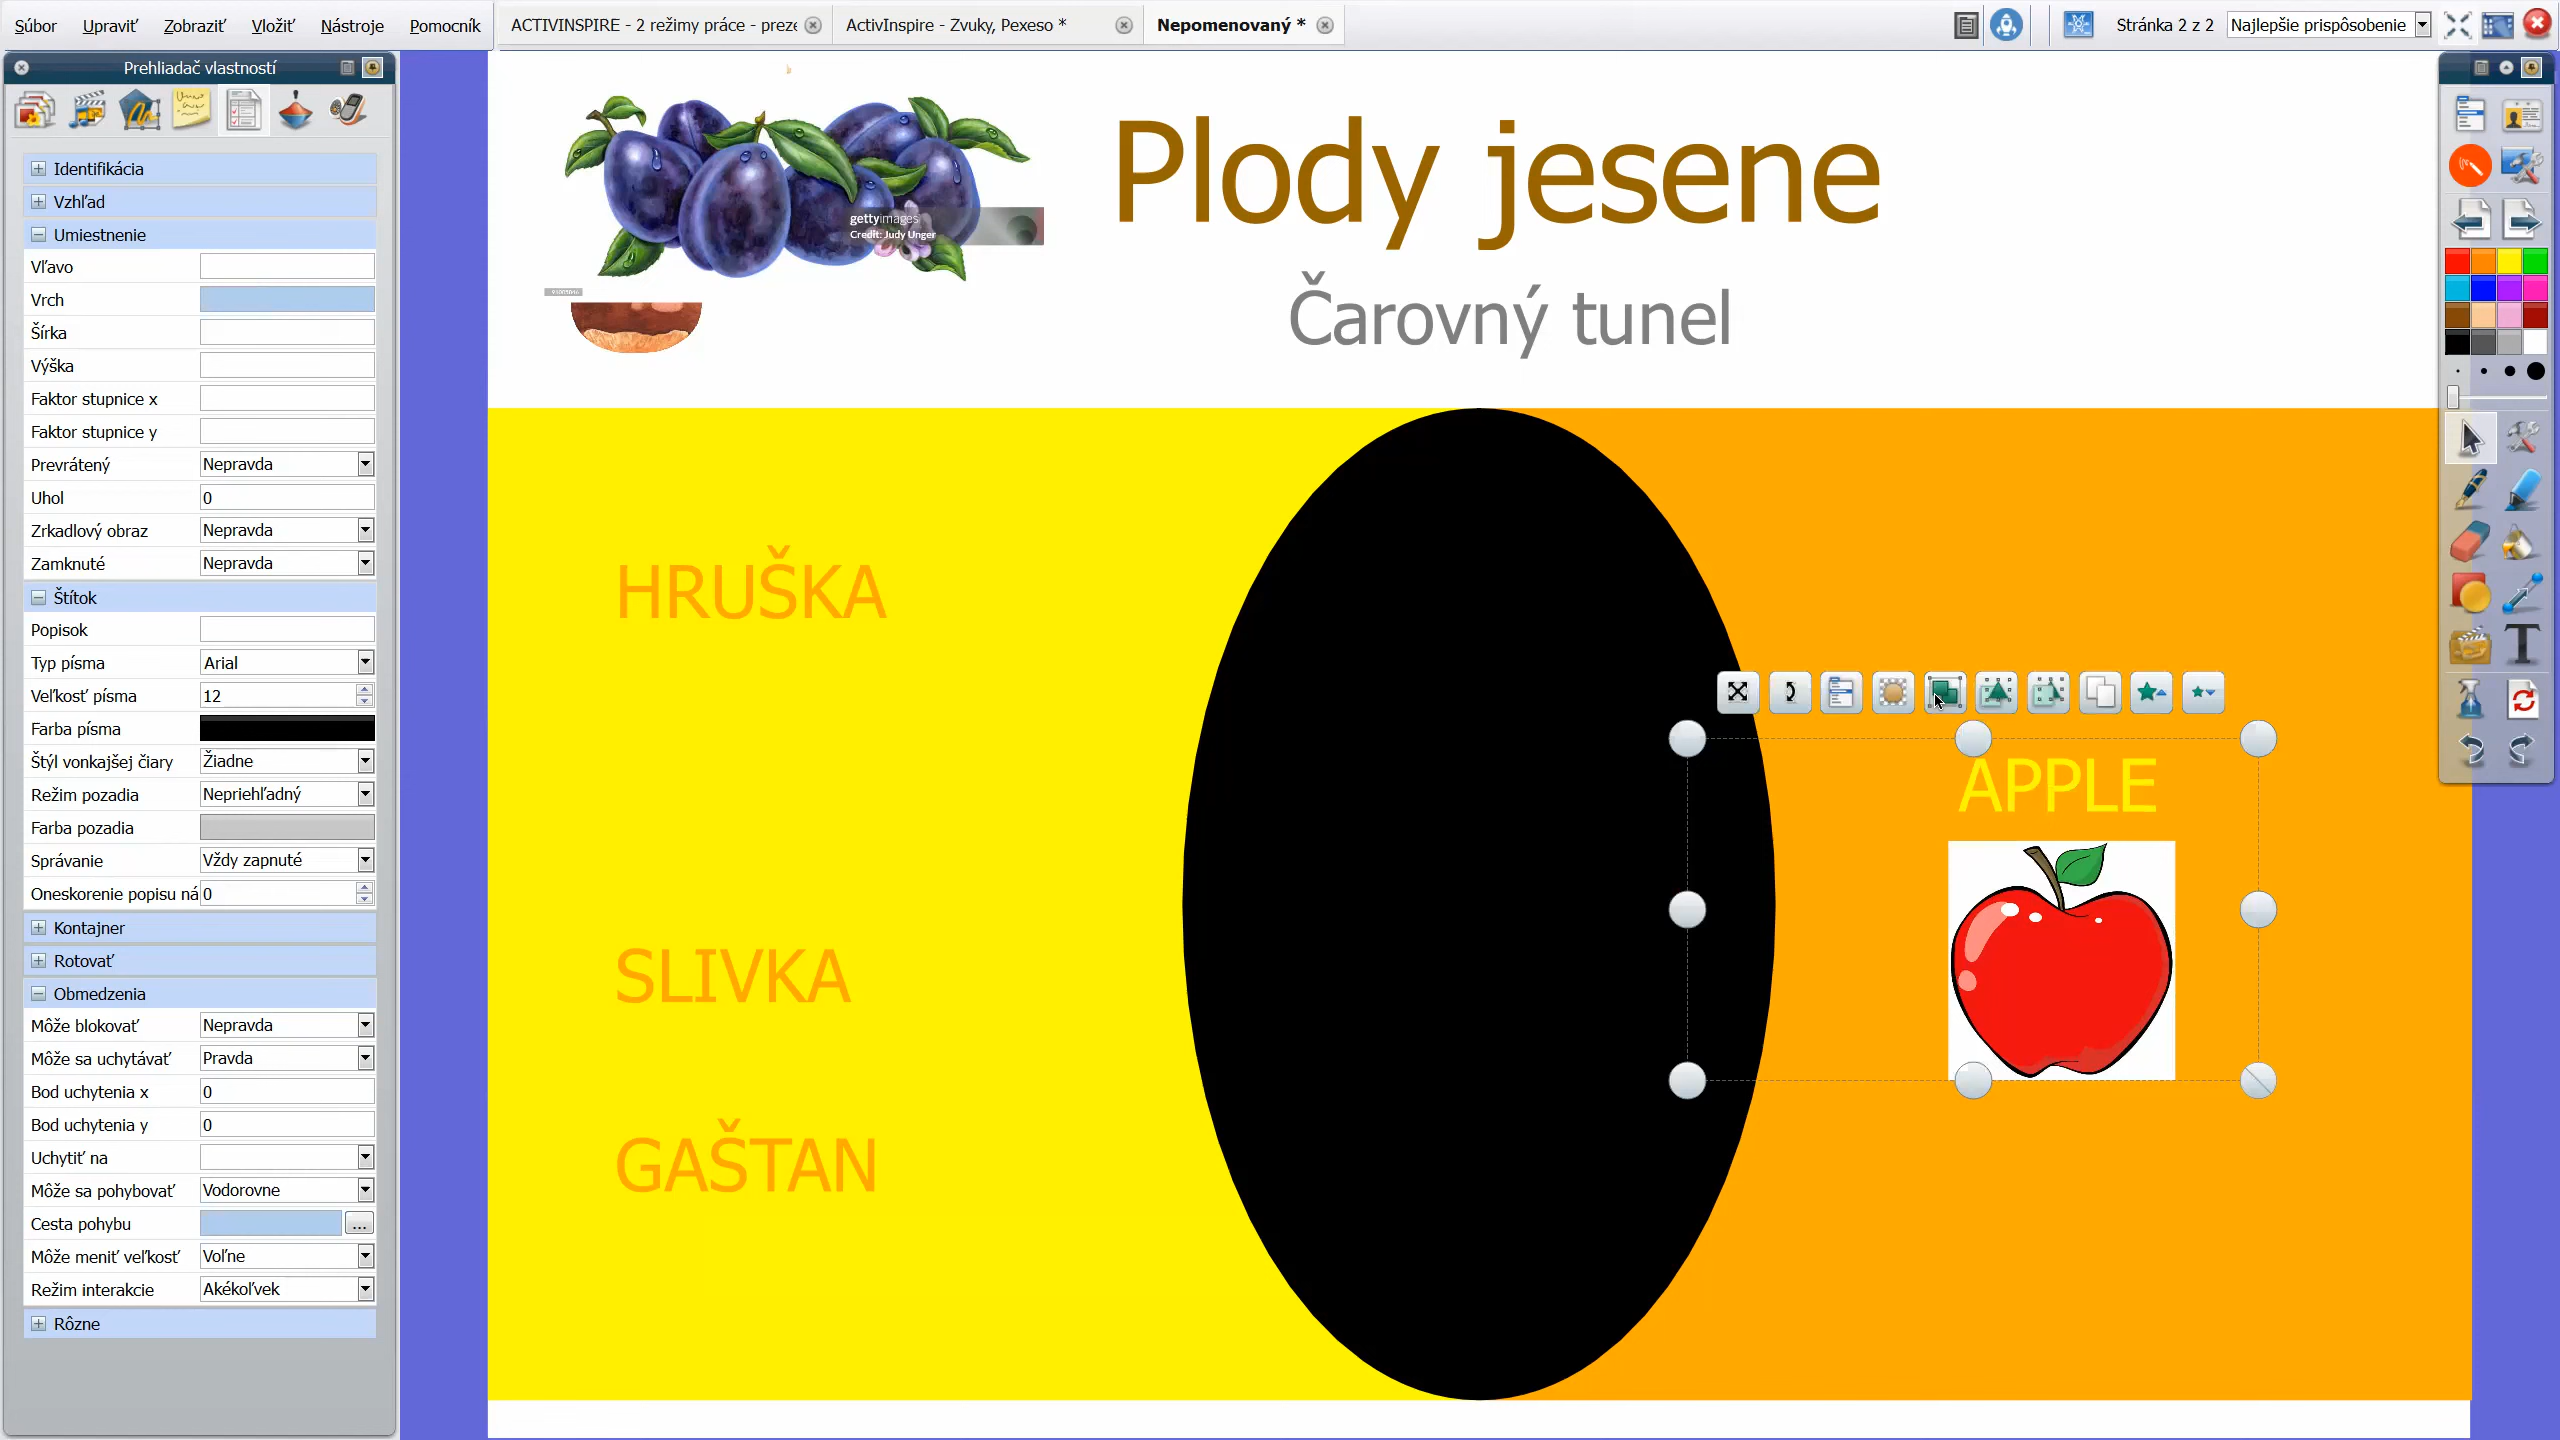 Súbor Upraviť Zobraziť Vložiť Nástroje Pomocník
ACTIVINSPIRE - 2 režimy práce - preze
ActivInspire - Zvuky, Pexeso *
Nepomenovaný *
Stránka 2 z 2
Najlepšie prispôsobenie
Prehliadač vlastností
Identifikácia
Vzhľad
Umiestnenie
Vľavo
Vrch
Šírka
Výška
Faktor stupnice x
Faktor stupnice y
Prevrátený Nepravda
Uhol 0
Zrkadlový obraz Nepravda
Zamknuté Nepravda
Štítok
Popisok
Typ písma Arial
Veľkosť písma 12
Farba písma
Štýl vonkajšej čiary Žiadne
Režim pozadia Nepriehľadný
Farba pozadia
Správanie Vždy zapnuté
Oneskorenie popisu ná 0
Kontajner
Rotovať
Obmedzenia
Môže blokovať Nepravda
Môže sa uchytávať Pravda
Bod uchytenia x 0
Bod uchytenia y 0
Uchytiť na
Môže sa pohybovať Vodorovne
Cesta pohybu ...
Môže meniť veľkosť Voľne
Režim interakcie Akékoľvek
Rôzne
gettyimages
Credit: Judy Unger
Plody jesene
Čarovný tunel
HRUŠKA
SLIVKA
GAŠTAN
APPLE
T